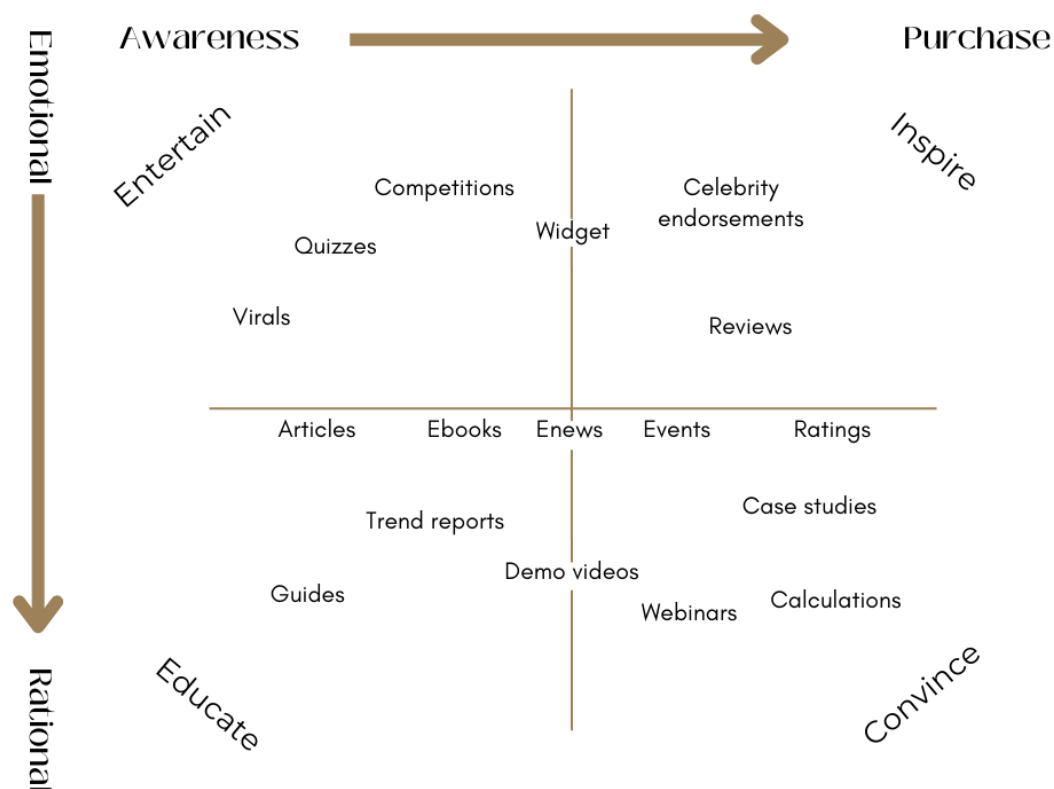 Awareness
Purchase
Emotional
Entertain
Inspire
Competitions
Celebrity
endorsements
Widget
Quizzes
Virals
Reviews
Articles
Ebooks
Enews
Events
Ratings
Case studies
Trend reports
Demo videos
Guides
Webinars
Calculations
Educate
Convince
Rational